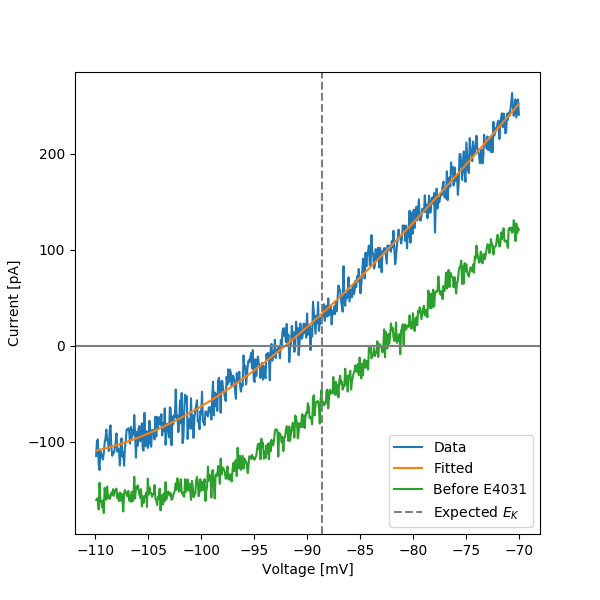 200
100
0
−100
Current [pA]
−110
−105
−100
−95
−90
−85
−80
−75
−70
Voltage [mV]
Data
Fitted
Before E4031
Expected E_K